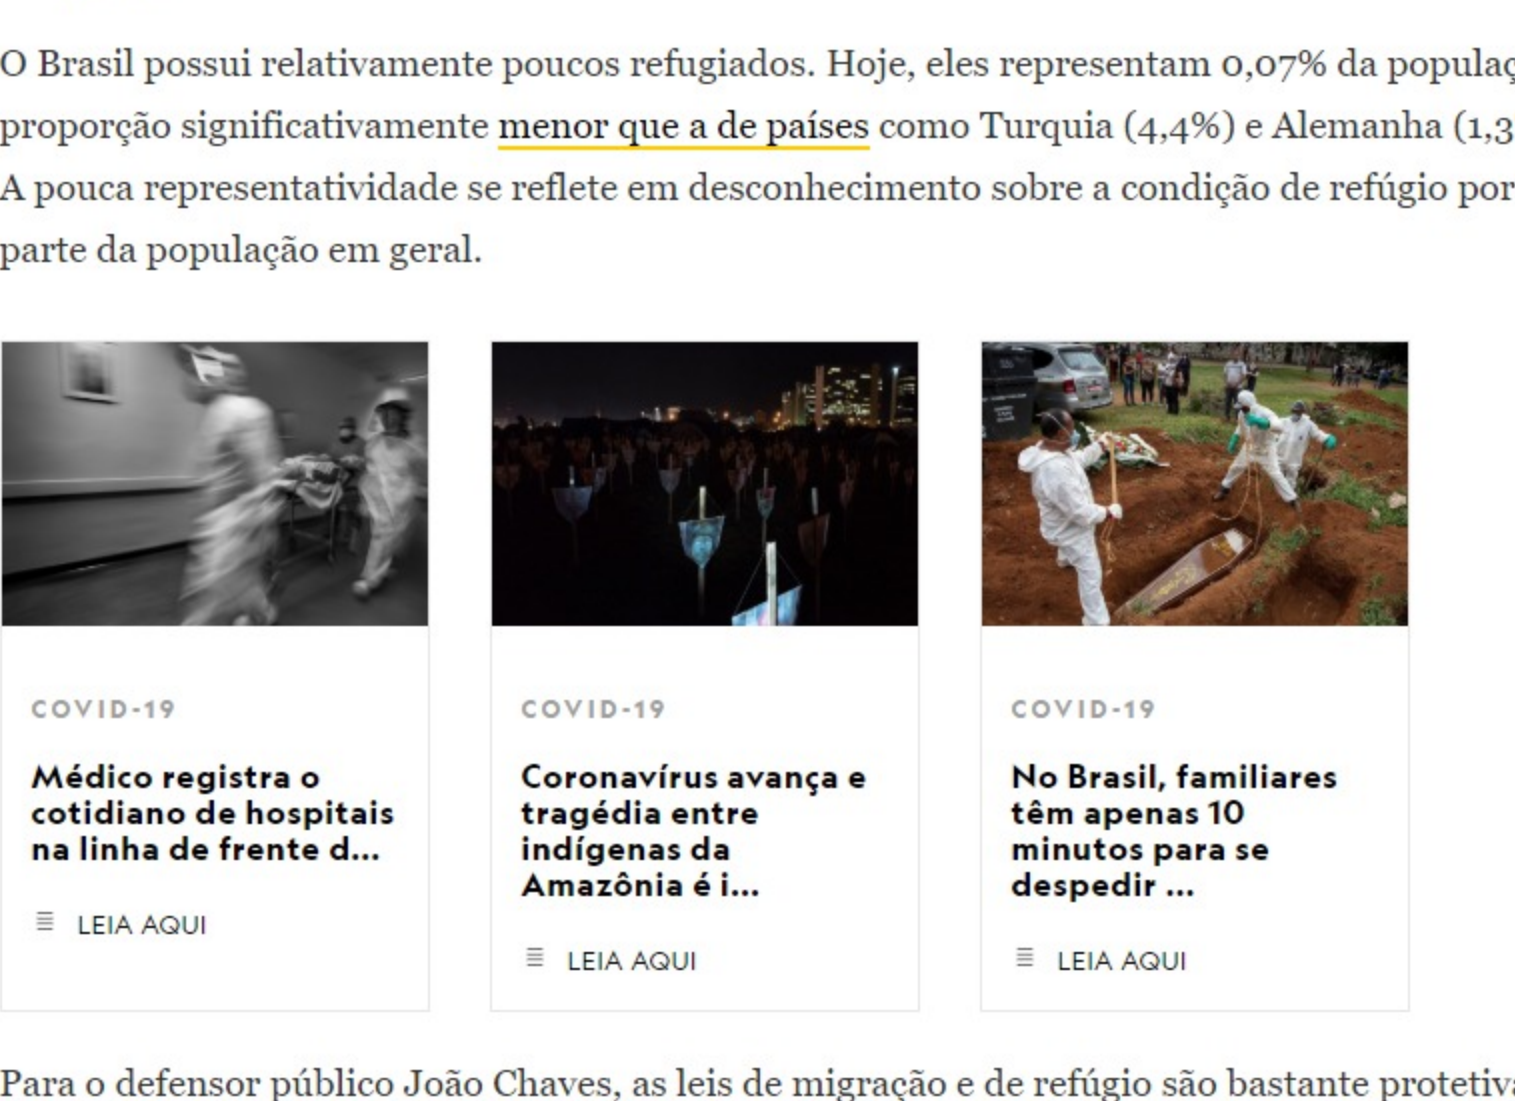 O Brasil possui relativamente poucos refugiados. Hoje, eles representam 0,07% da populaç
proporção significativamente menor que a de países como Turquia (4,4%) e Alemanha (1,3
A pouca representatividade se reflete em desconhecimento sobre a condição de refúgio por
parte da população em geral.
COVID-19
Médico registra o
cotidiano de hospitais
na linha de frente d...
LEIA AQUI
COVID-19
Coronavírus avança e
tragédia entre
indígenas da
Amazônia é i...
LEIA AQUI
COVID-19
No Brasil, familiares
têm apenas 10
minutos para se
despedir ...
LEIA AQUI
Para o defensor público João Chaves, as leis de migração e de refúgio são bastante protetiva